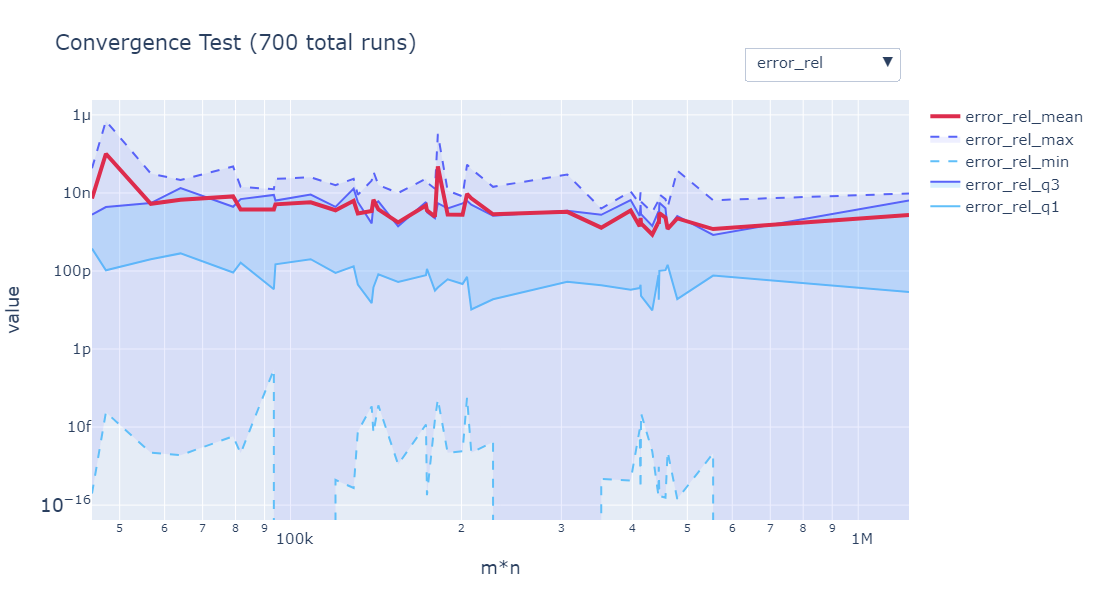 Convergence Test (700 total runs)
error_rel ▼
error_rel_mean
error_rel_max
error_rel_min
error_rel_q3
error_rel_q1
value
1μ
10n
100p
1p
10f
10⁻¹⁶
5 6 7 8 9 100k 2 3 4 5 6 7 8 9 1M
m*n